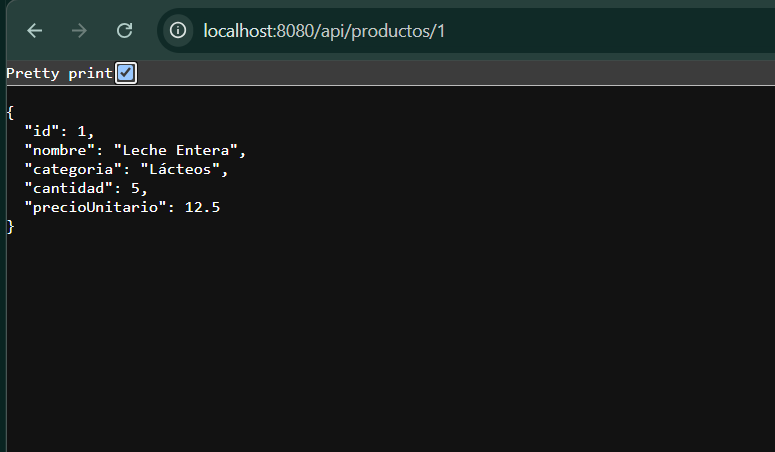 localhost:8080/api/productos/1
Pretty print
{
  "id": 1,
  "nombre": "Leche Entera",
  "categoria": "Lácteos",
  "cantidad": 5,
  "precioUnitario": 12.5
}